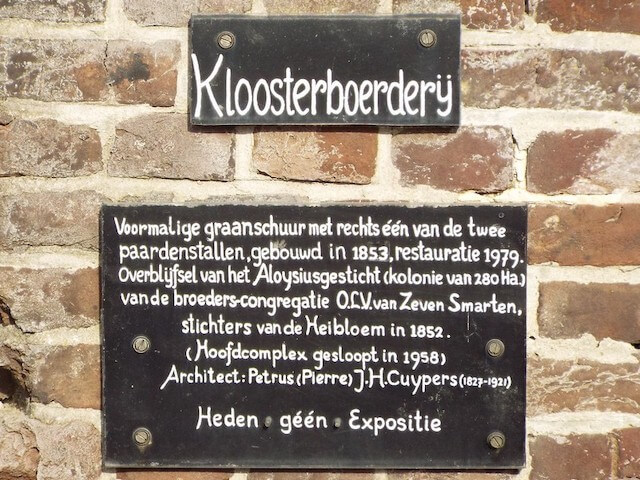 Kloosterboerderij
Voormalige graanschuur met rechts één van de twee
paardenstallen, gebouwd in 1853, restauratie 1979.
Overblijfsel van het Aloysiusgesticht (kolonie van 280 Ha.)
van de broeders-congregatie O.L.V. van Zeven Smarten,
stichters van de Heibloem in 1852.
(Hoofdcomplex gesloopt in 1958)
Architect: Petrus (Pierre) J.H. Cuypers (1827-1921)
Heden géén Expositie